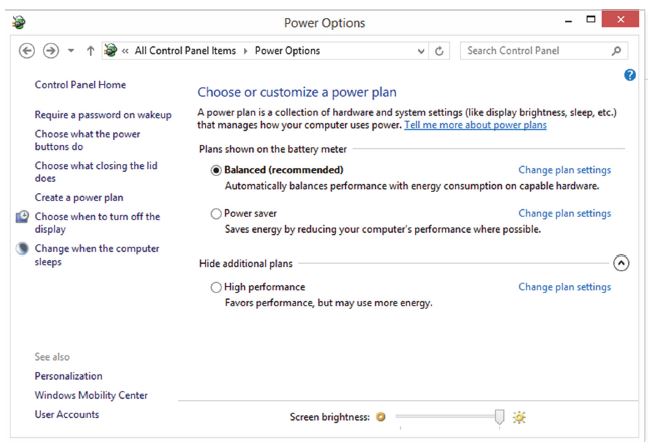 Power Options
« All Control Panel Items Power Options
Search Control Panel
Control Panel Home
Require a password on wakeup
Choose what the power
buttons do
Choose what closing the lid
does
Create a power plan
Choose when to turn off the
display
Change when the computer
sleeps
See also
Personalization
Windows Mobility Center
User Accounts
Choose or customize a power plan
A power plan is a collection of hardware and system settings (like display brightness, sleep, etc.)
that manages how your computer uses power. Tell me more about power plans
Plans shown on the battery meter
Balanced (recommended) Change plan settings
Automatically balances performance with energy consumption on capable hardware.
Power saver Change plan settings
Saves energy by reducing your computer's performance where possible.
Hide additional plans
High performance Change plan settings
Favors performance, but may use more energy.
Screen brightness: